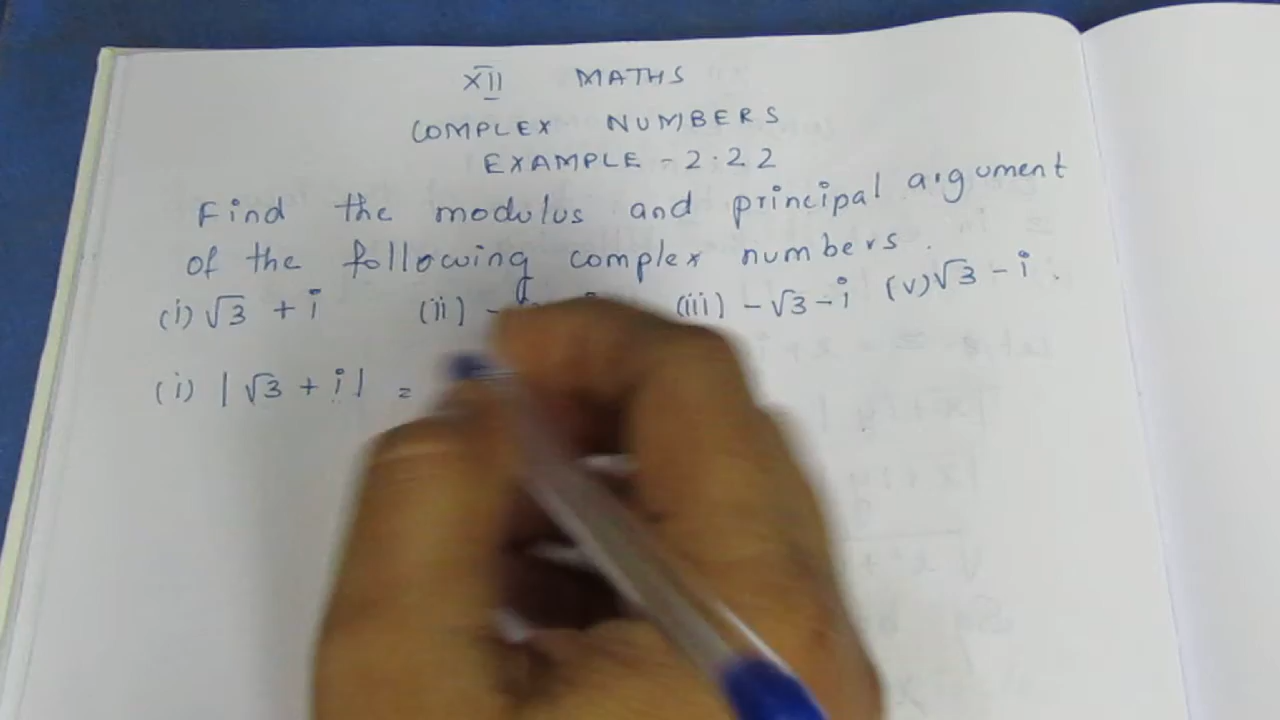 XII MATHS
COMPLEX NUMBERS
EXAMPLE - 2.22
Find the modulus and principal argument
of the following complex numbers.
(i) √3 + i (ii) - (iii) -√3 - i (v) √3 - i .
(i) |√3 + i| =